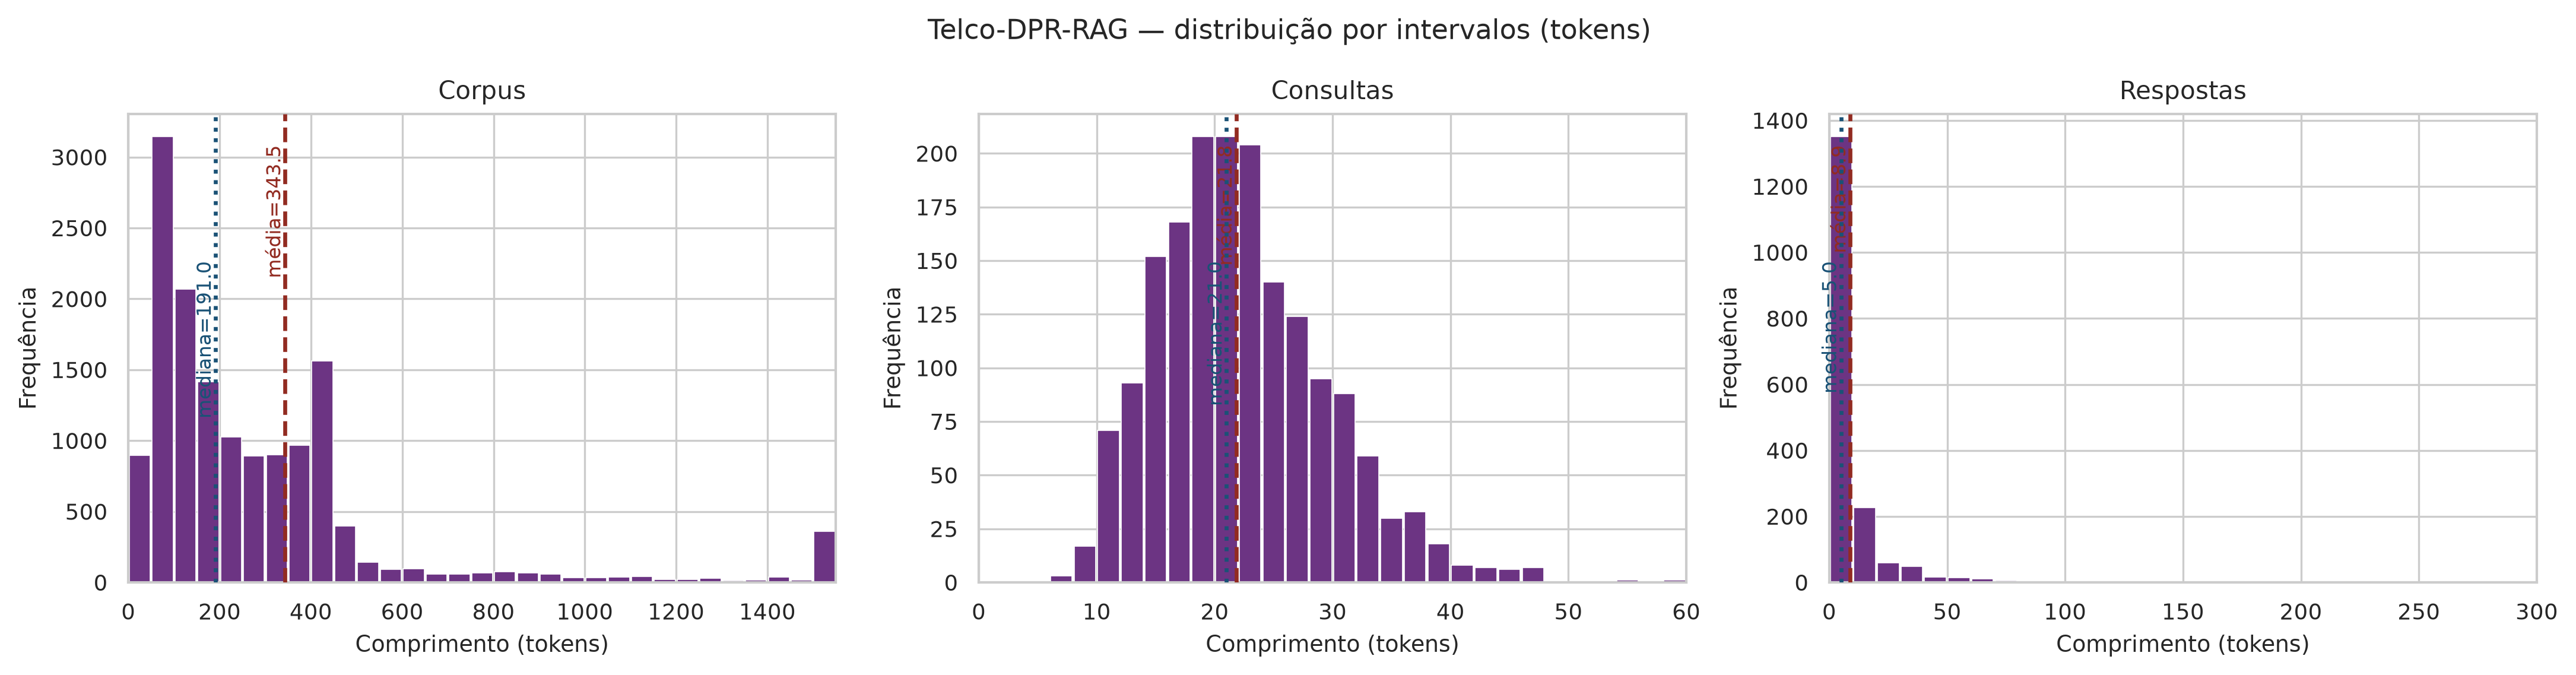 Telco-DPR-RAG — distribuição por intervalos (tokens)
Corpus
Frequência
3000
2500
2000
1500
1000
500
0
média=343.5
mediana=191.0
0 200 400 600 800 1000 1200 1400
Comprimento (tokens)
Consultas
Frequência
200
175
150
125
100
75
50
25
0
mediana=21.0
0 10 20 30 40 50 60
Comprimento (tokens)
Respostas
Frequência
1400
1200
1000
800
600
400
200
0
mediana=5.0
0 50 100 150 200 250 300
Comprimento (tokens)